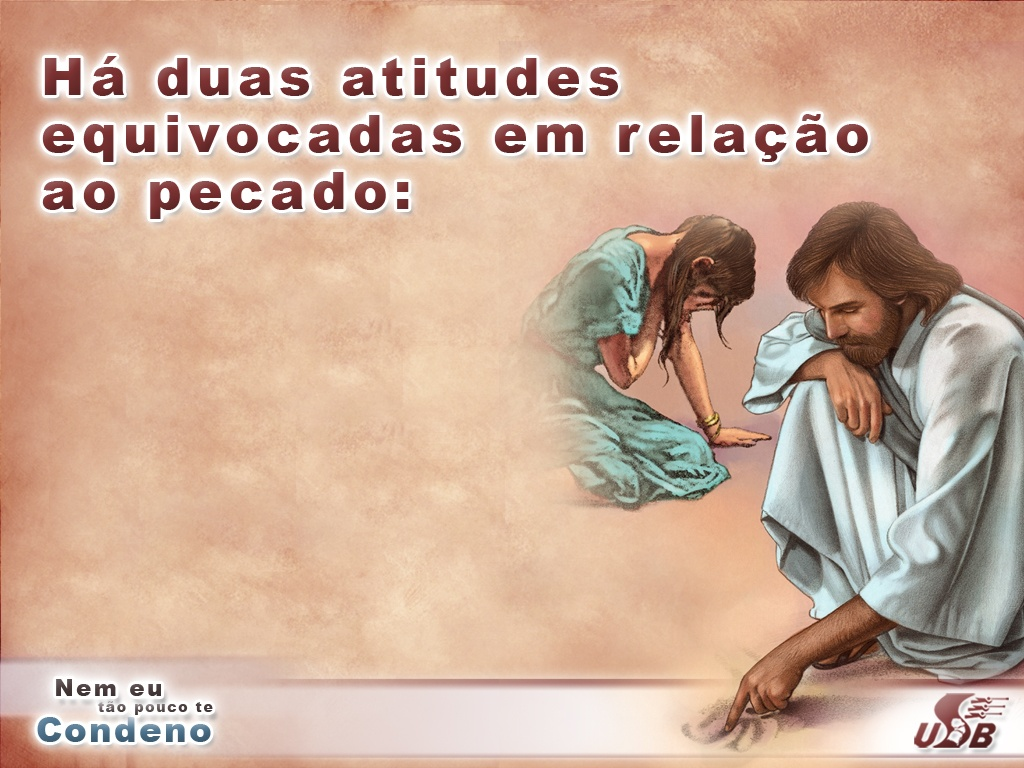 Há duas atitudes
equivocadas em relação
ao pecado:
Nem eu
tão pouco te
Condeno
USB